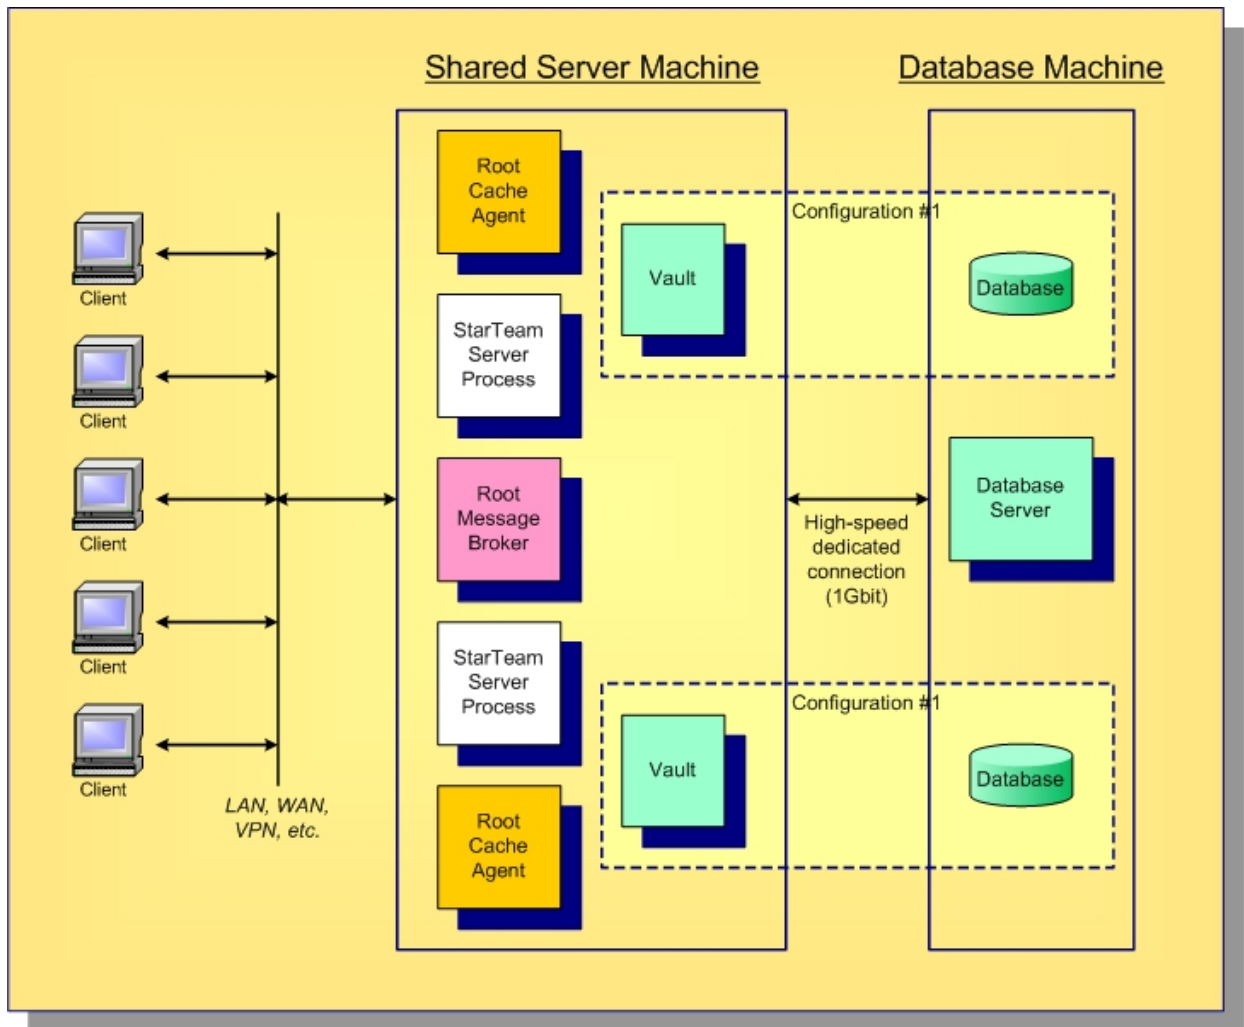 Shared Server Machine
Database Machine
Root
Cache
Agent
Configuration #1
Vault
Database
Client
StarTeam
Server
Process
Client
Root
Message
Broker
Database
Server
High-speed
dedicated
connection
(1Gbit)
Client
StarTeam
Server
Process
Client
Configuration #1
Vault
Database
Client
LAN, WAN,
VPN, etc.
Root
Cache
Agent